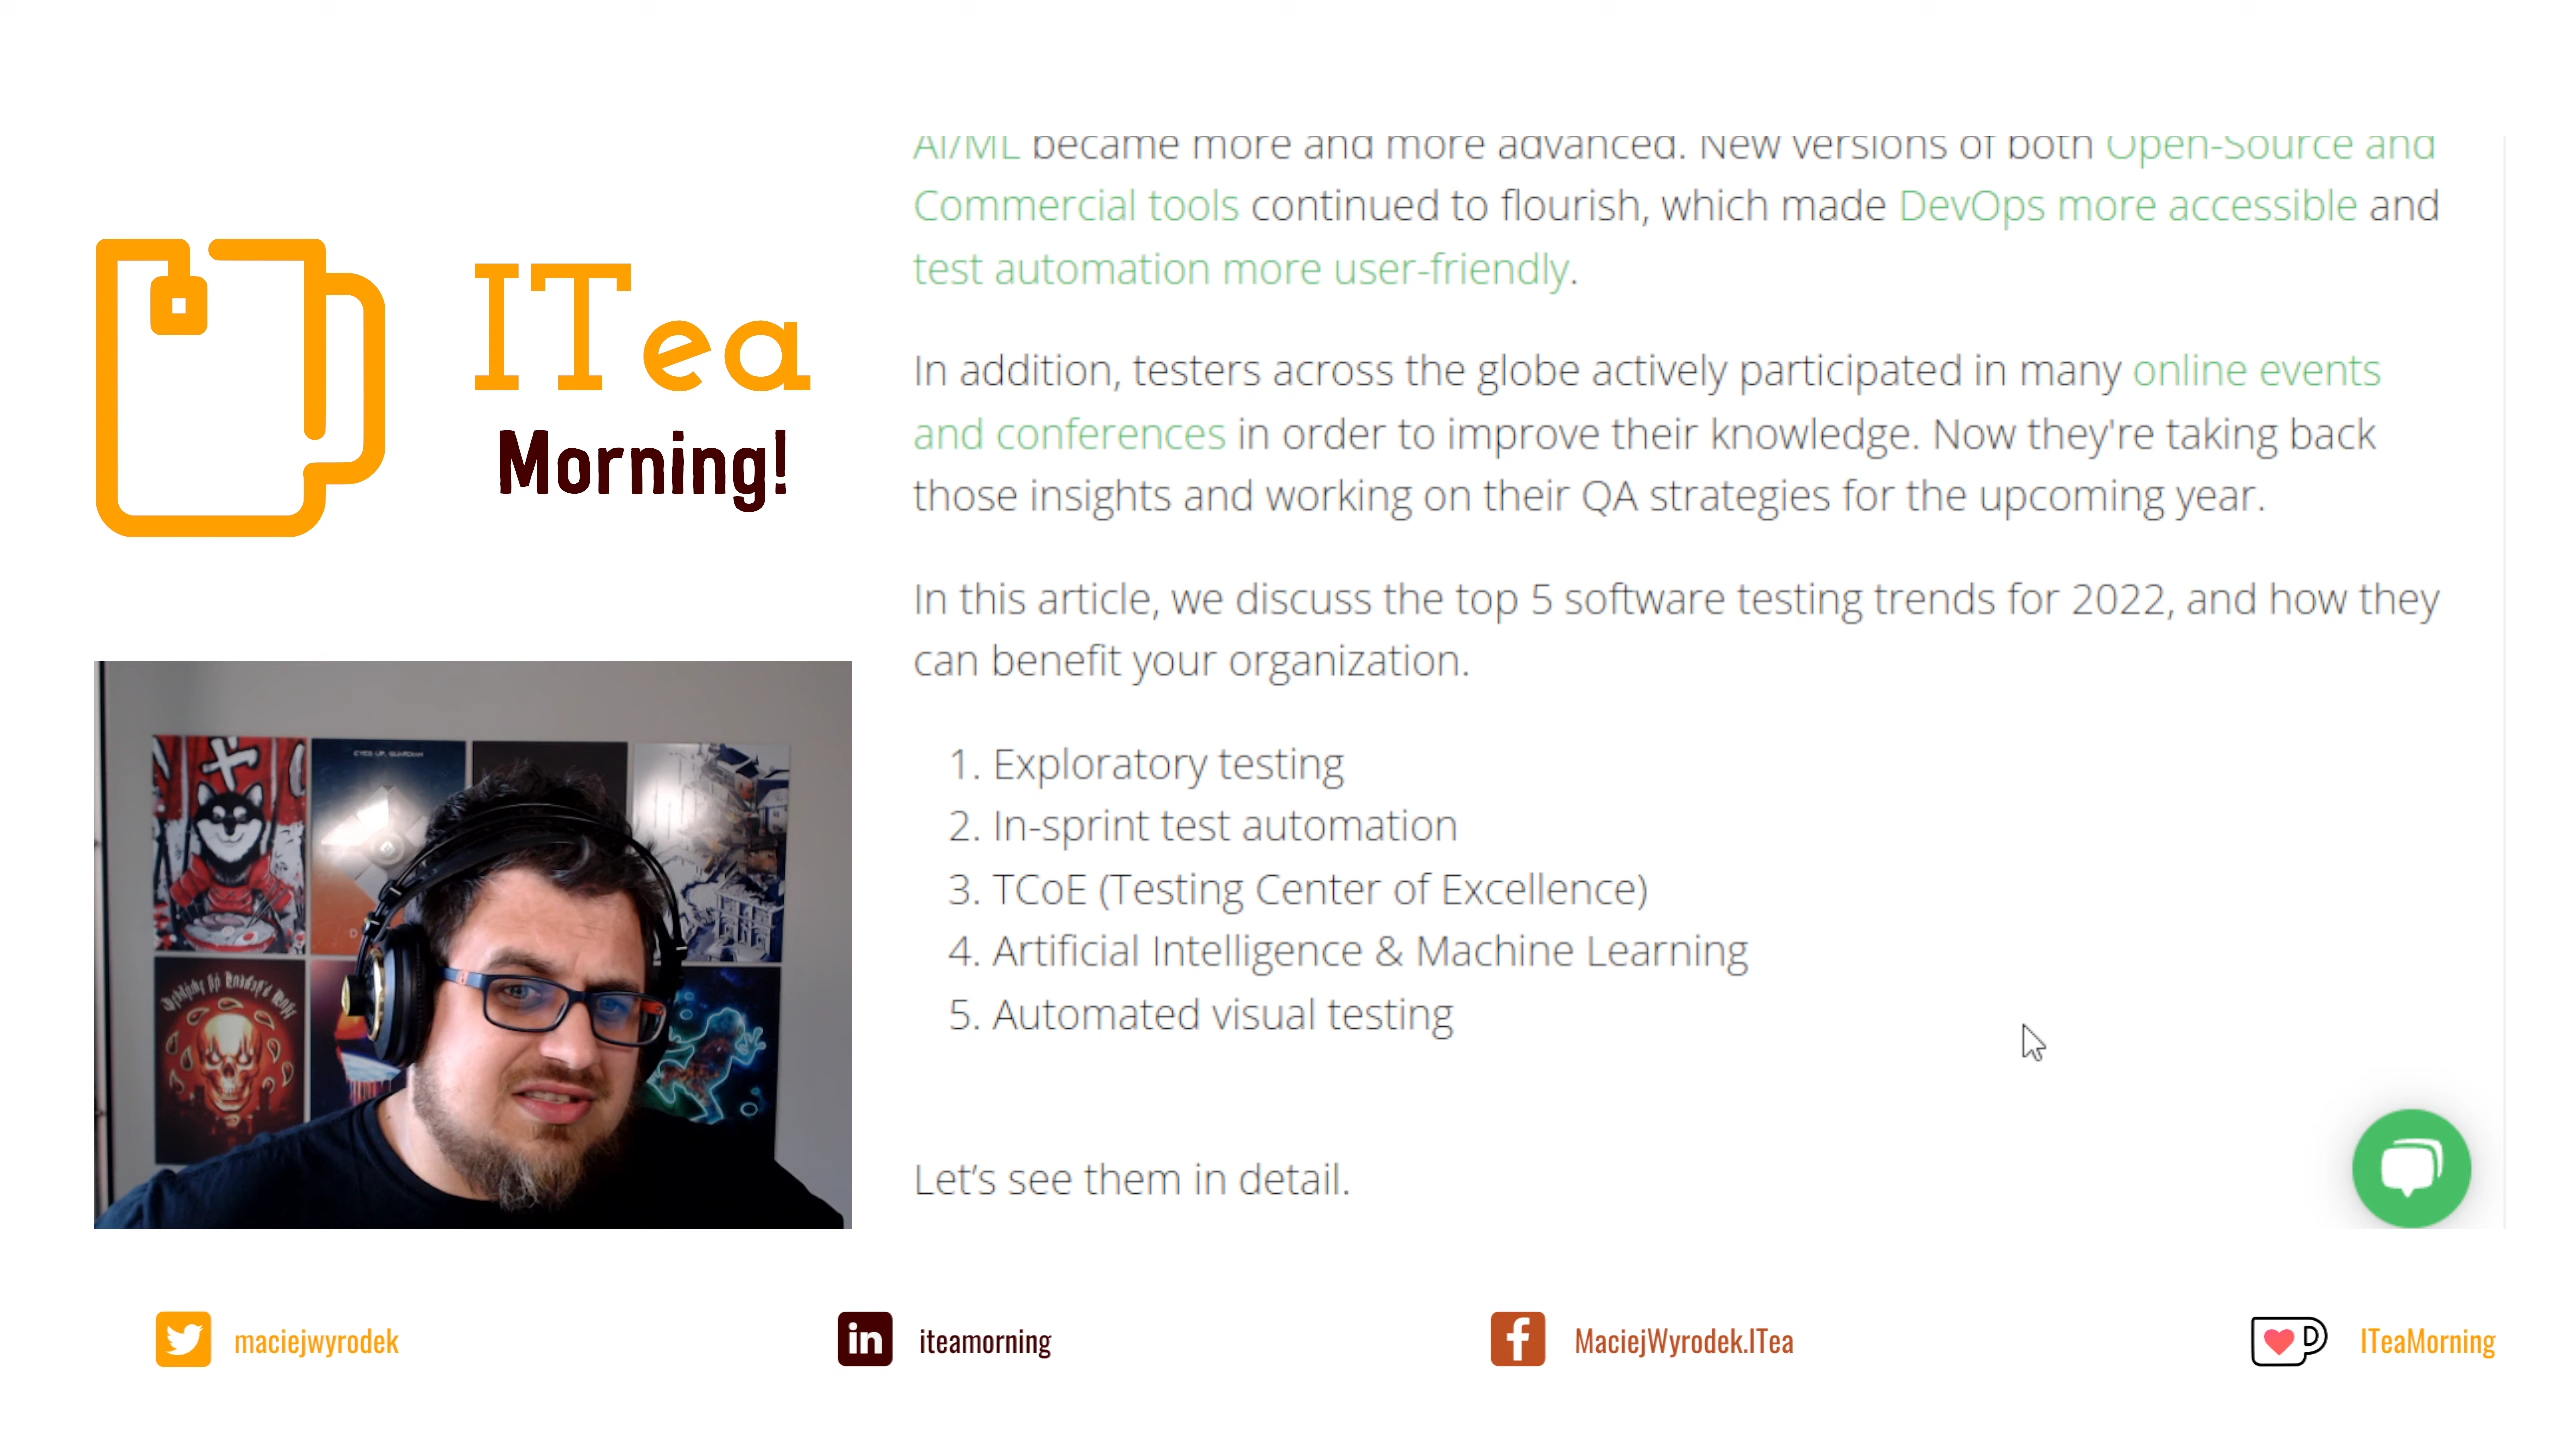 ITea
Morning!
AI/ML became more and more advanced. New versions of both Open-Source and
Commercial tools continued to flourish, which made DevOps more accessible and
test automation more user-friendly.
In addition, testers across the globe actively participated in many online events
and conferences in order to improve their knowledge. Now they're taking back
those insights and working on their QA strategies for the upcoming year.
In this article, we discuss the top 5 software testing trends for 2022, and how they
can benefit your organization.
1. Exploratory testing
2. In-sprint test automation
3. TCoE (Testing Center of Excellence)
4. Artificial Intelligence & Machine Learning
5. Automated visual testing
Let's see them in detail.
EYES UP, GUARDIAN
maciejwyrodek
in iteamorning
MaciejWyrodek.ITea
ITeaMorning